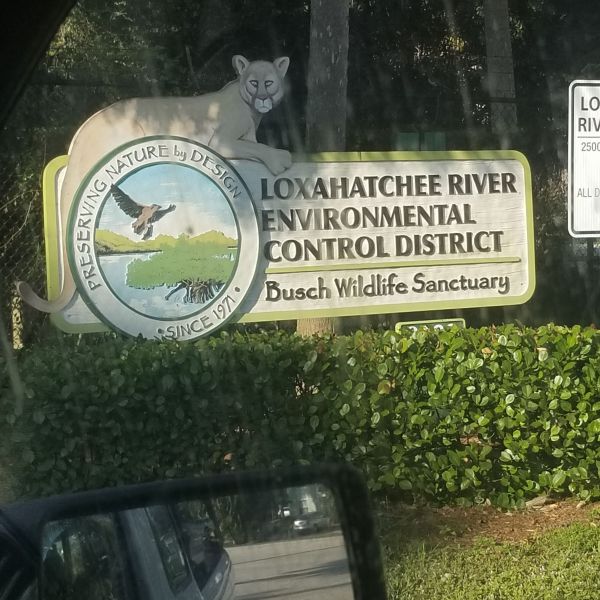 PRESERVING NATURE by DESIGN
SINCE 1971
LOXAHATCHEE RIVER
ENVIRONMENTAL
CONTROL DISTRICT
Busch Wildlife Sanctuary
LO
RIV
2500
ALL D